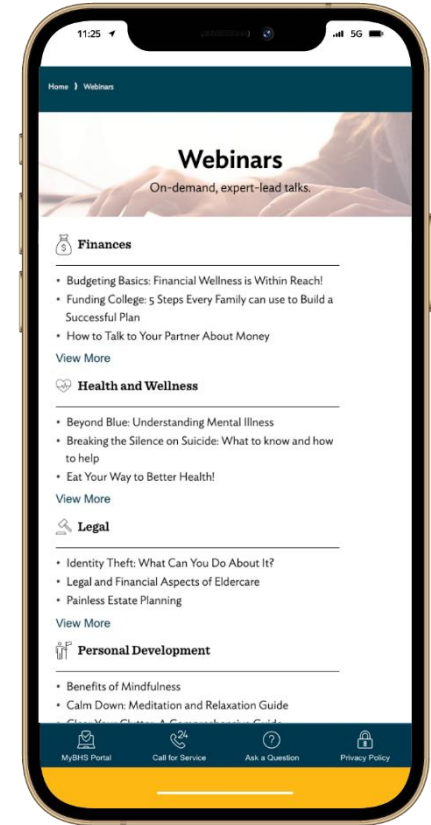 11:25
5G
Home ⟫ Webinars
Webinars
On-demand, expert-lead talks.
Finances
• Budgeting Basics: Financial Wellness is Within Reach!
• Funding College: 5 Steps Every Family can use to Build a
Successful Plan
• How to Talk to Your Partner About Money
View More
Health and Wellness
• Beyond Blue: Understanding Mental Illness
• Breaking the Silence on Suicide: What to know and how
to help
• Eat Your Way to Better Health!
View More
Legal
• Identity Theft: What Can You Do About It?
• Legal and Financial Aspects of Eldercare
• Painless Estate Planning
View More
Personal Development
• Benefits of Mindfulness
• Calm Down: Meditation and Relaxation Guide
• Clear Your Clutter: A Comprehensive Guide
24
MyBHS Portal Call for Service Ask a Question Privacy Policy